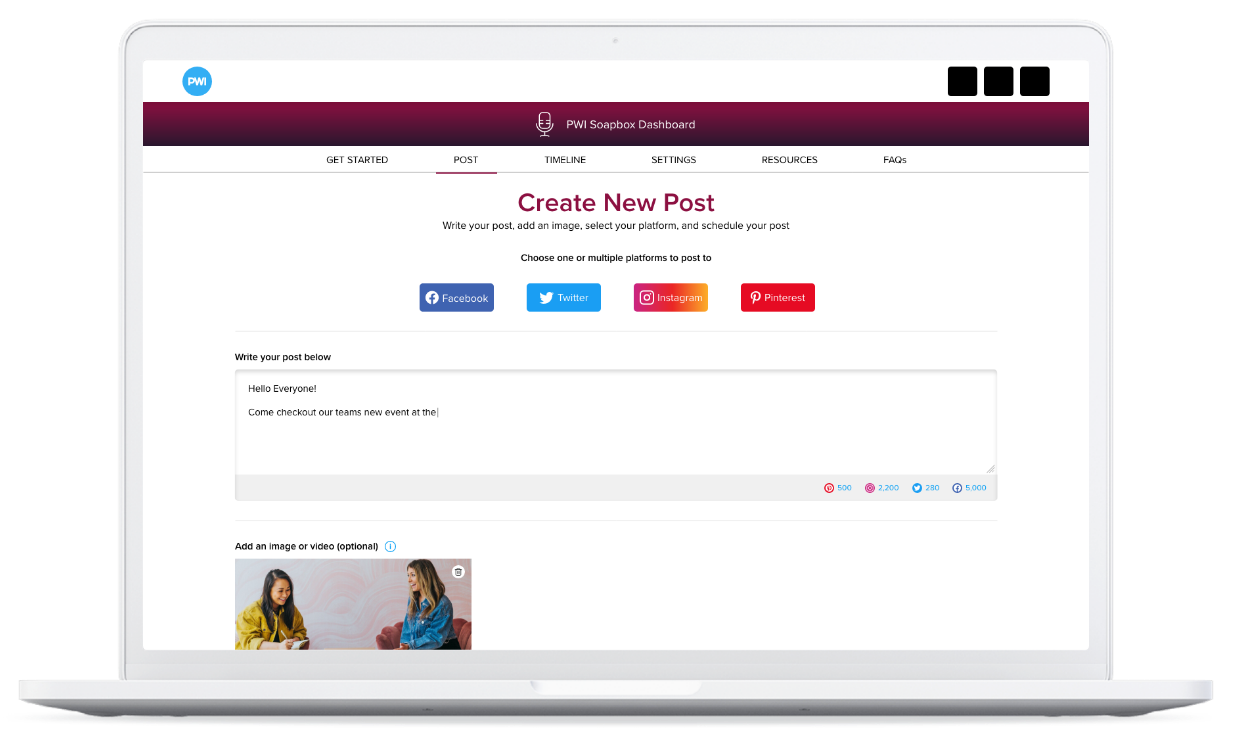 PWI
PWI Soapbox Dashboard
GET STARTED POST TIMELINE SETTINGS RESOURCES FAQs
Create New Post
Write your post, add an image, select your platform, and schedule your post
Choose one or multiple platforms to post to
Facebook Twitter Instagram Pinterest
Write your post below
Hello Everyone!
Come checkout our teams new event at the
500 2,200 280 5,000
Add an image or video (optional)